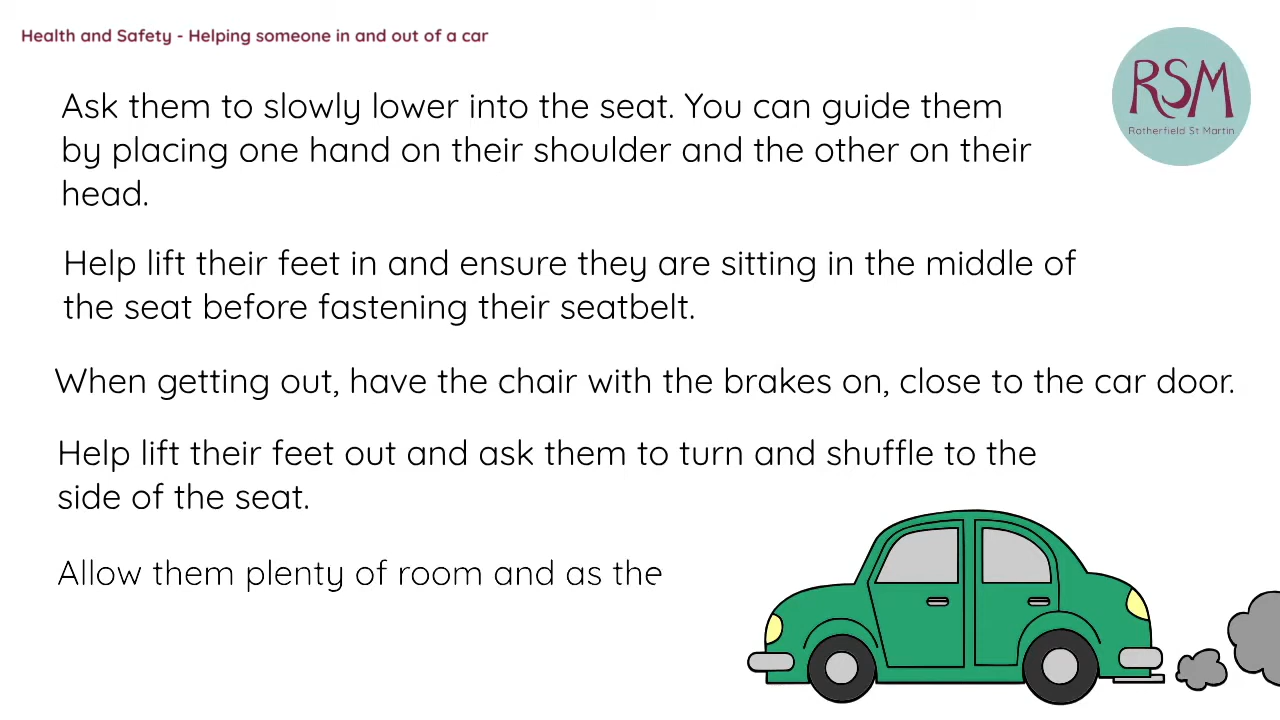 Health and Safety - Helping someone in and out of a car
RSM
Rotherfield St Martin
Ask them to slowly lower into the seat. You can guide them
by placing one hand on their shoulder and the other on their
head.
Help lift their feet in and ensure they are sitting in the middle of
the seat before fastening their seatbelt.
When getting out, have the chair with the brakes on, close to the car door.
Help lift their feet out and ask them to turn and shuffle to the
side of the seat.
Allow them plenty of room and as the